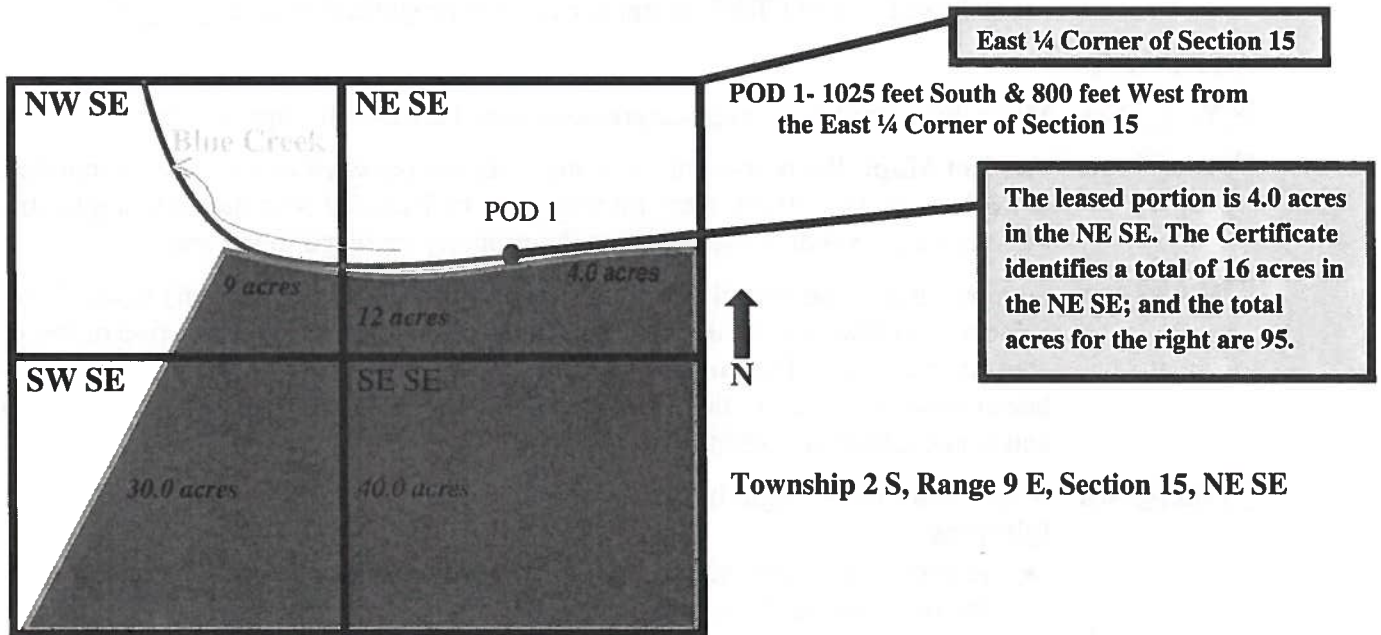 East ¼ Corner of Section 15
NW SE
NE SE
POD 1- 1025 feet South & 800 feet West from
the East ¼ Corner of Section 15
Blue Creek
POD 1
The leased portion is 4.0 acres
in the NE SE. The Certificate
identifies a total of 16 acres in
the NE SE; and the total
acres for the right are 95.
9 acres
4.0 acres
12 acres
N
SW SE
SE SE
30.0 acres
40.0 acres
Township 2 S, Range 9 E, Section 15, NE SE